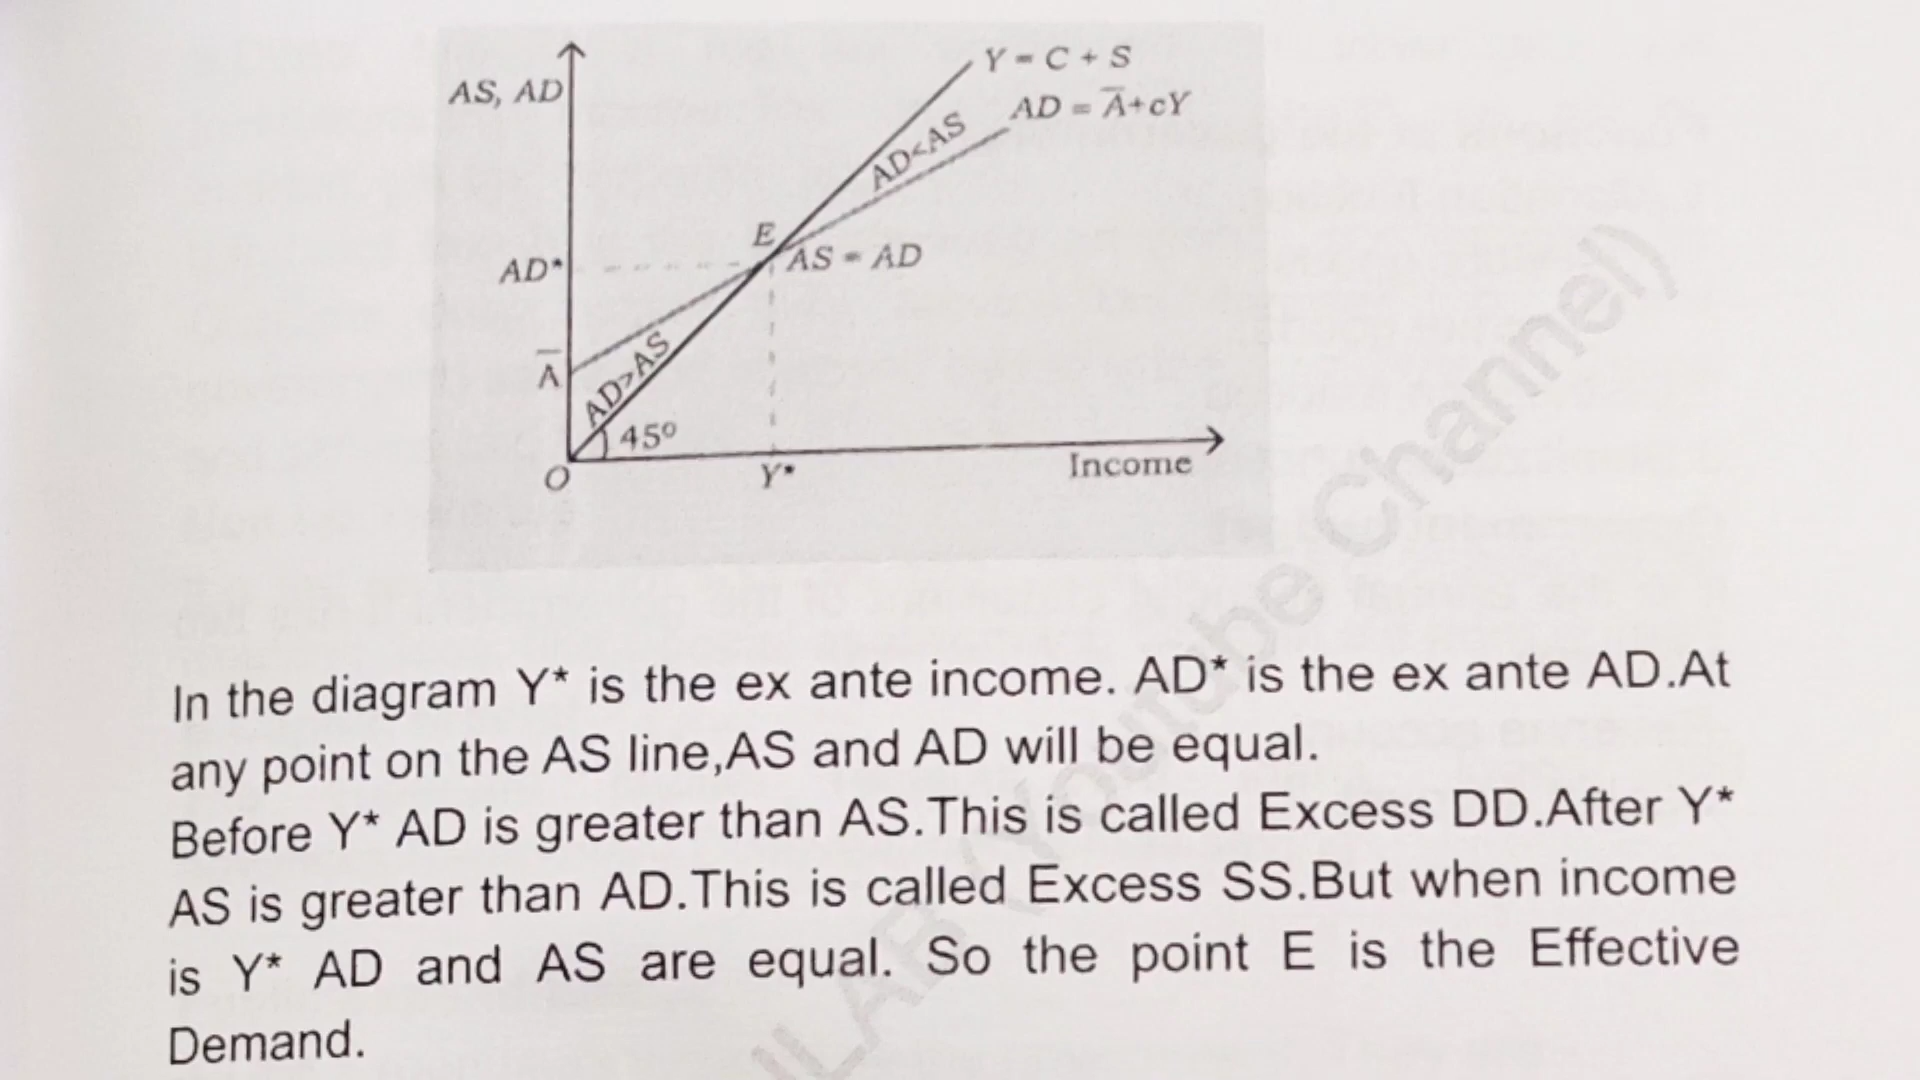 Y = C + S
AS, AD
AD = Ā+cY
AD<AS
E
AS = AD
AD*
Ā
AD>AS
45º
O
Y*
Income
In the diagram Y* is the ex ante income. AD* is the ex ante AD.At
any point on the AS line,AS and AD will be equal.
Before Y* AD is greater than AS.This is called Excess DD.After Y*
AS is greater than AD.This is called Excess SS.But when income
is Y* AD and AS are equal. So the point E is the Effective
Demand.
(Youtube Channel)